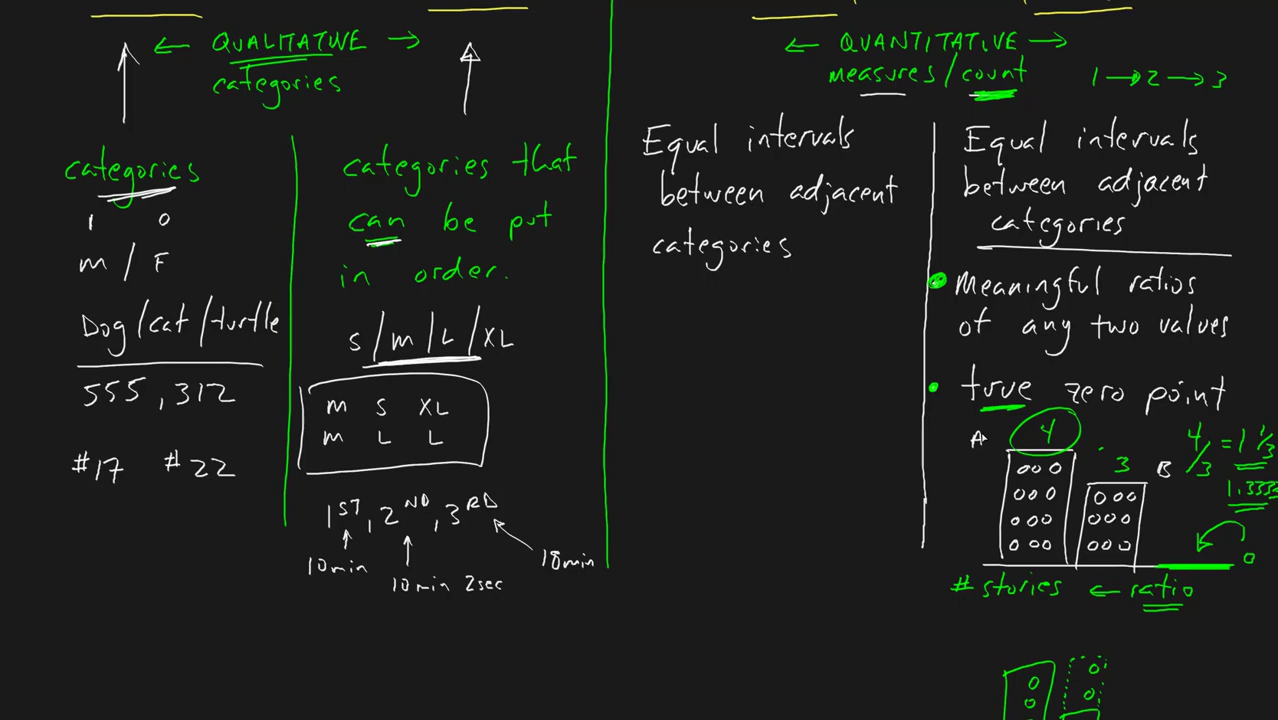 ← QUALITATIVE →
categories
categories
1 0
m / F
Dog/cat/turtle
555, 312
#17 #22
categories that
can be put
in order.
S/m/L/XL
m S XL
m L L
1ST, 2ND, 3RD
10min
10min 2sec
18min
← QUANTITATIVE →
measures/count
1 → 2 → 3
Equal intervals
between adjacent
categories
Equal intervals
between adjacent
categories
Meaningful ratios
of any two values
true zero point
A 4
3 B
4/3 = 1 1/3
1.333
0
# stories ← ratio